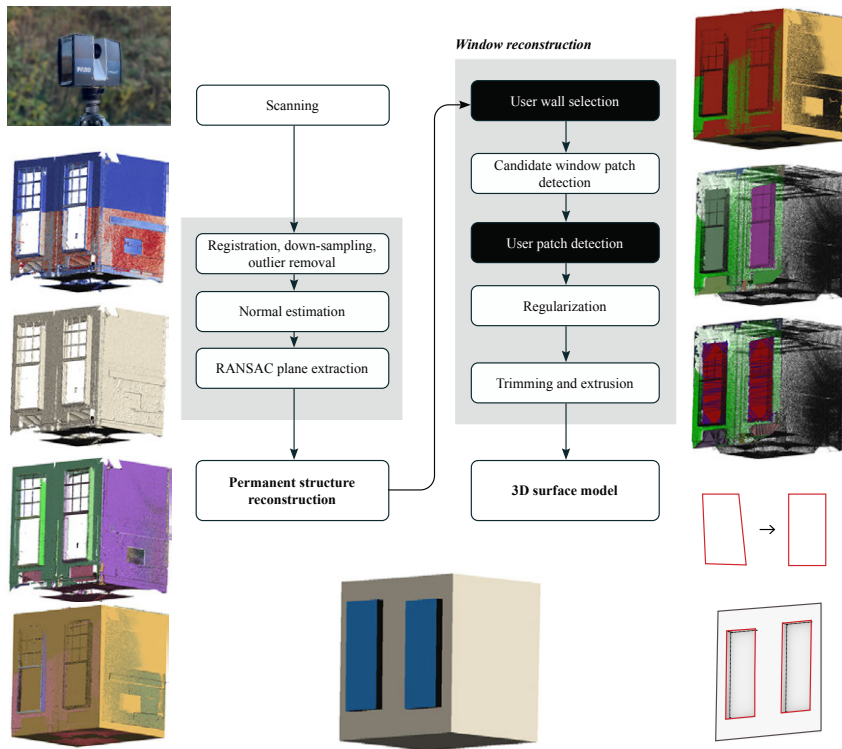 FARO
Scanning
Registration, down-sampling,
outlier removal
Normal estimation
RANSAC plane extraction
Permanent structure
reconstruction
Window reconstruction
User wall selection
Candidate window patch
detection
User patch detection
Regularization
Trimming and extrusion
3D surface model